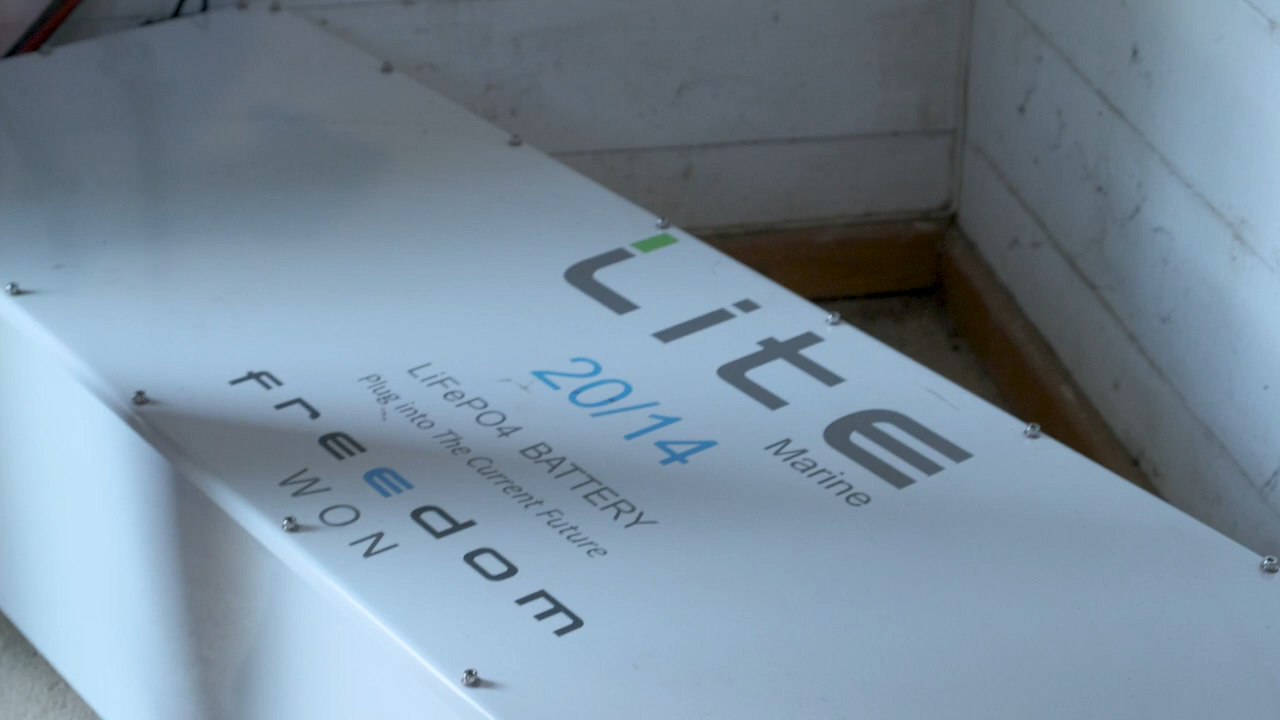 LitE
Marine
20/14
LiFePO4 BATTERY
Plug into The Current Future
frEEdom
WON